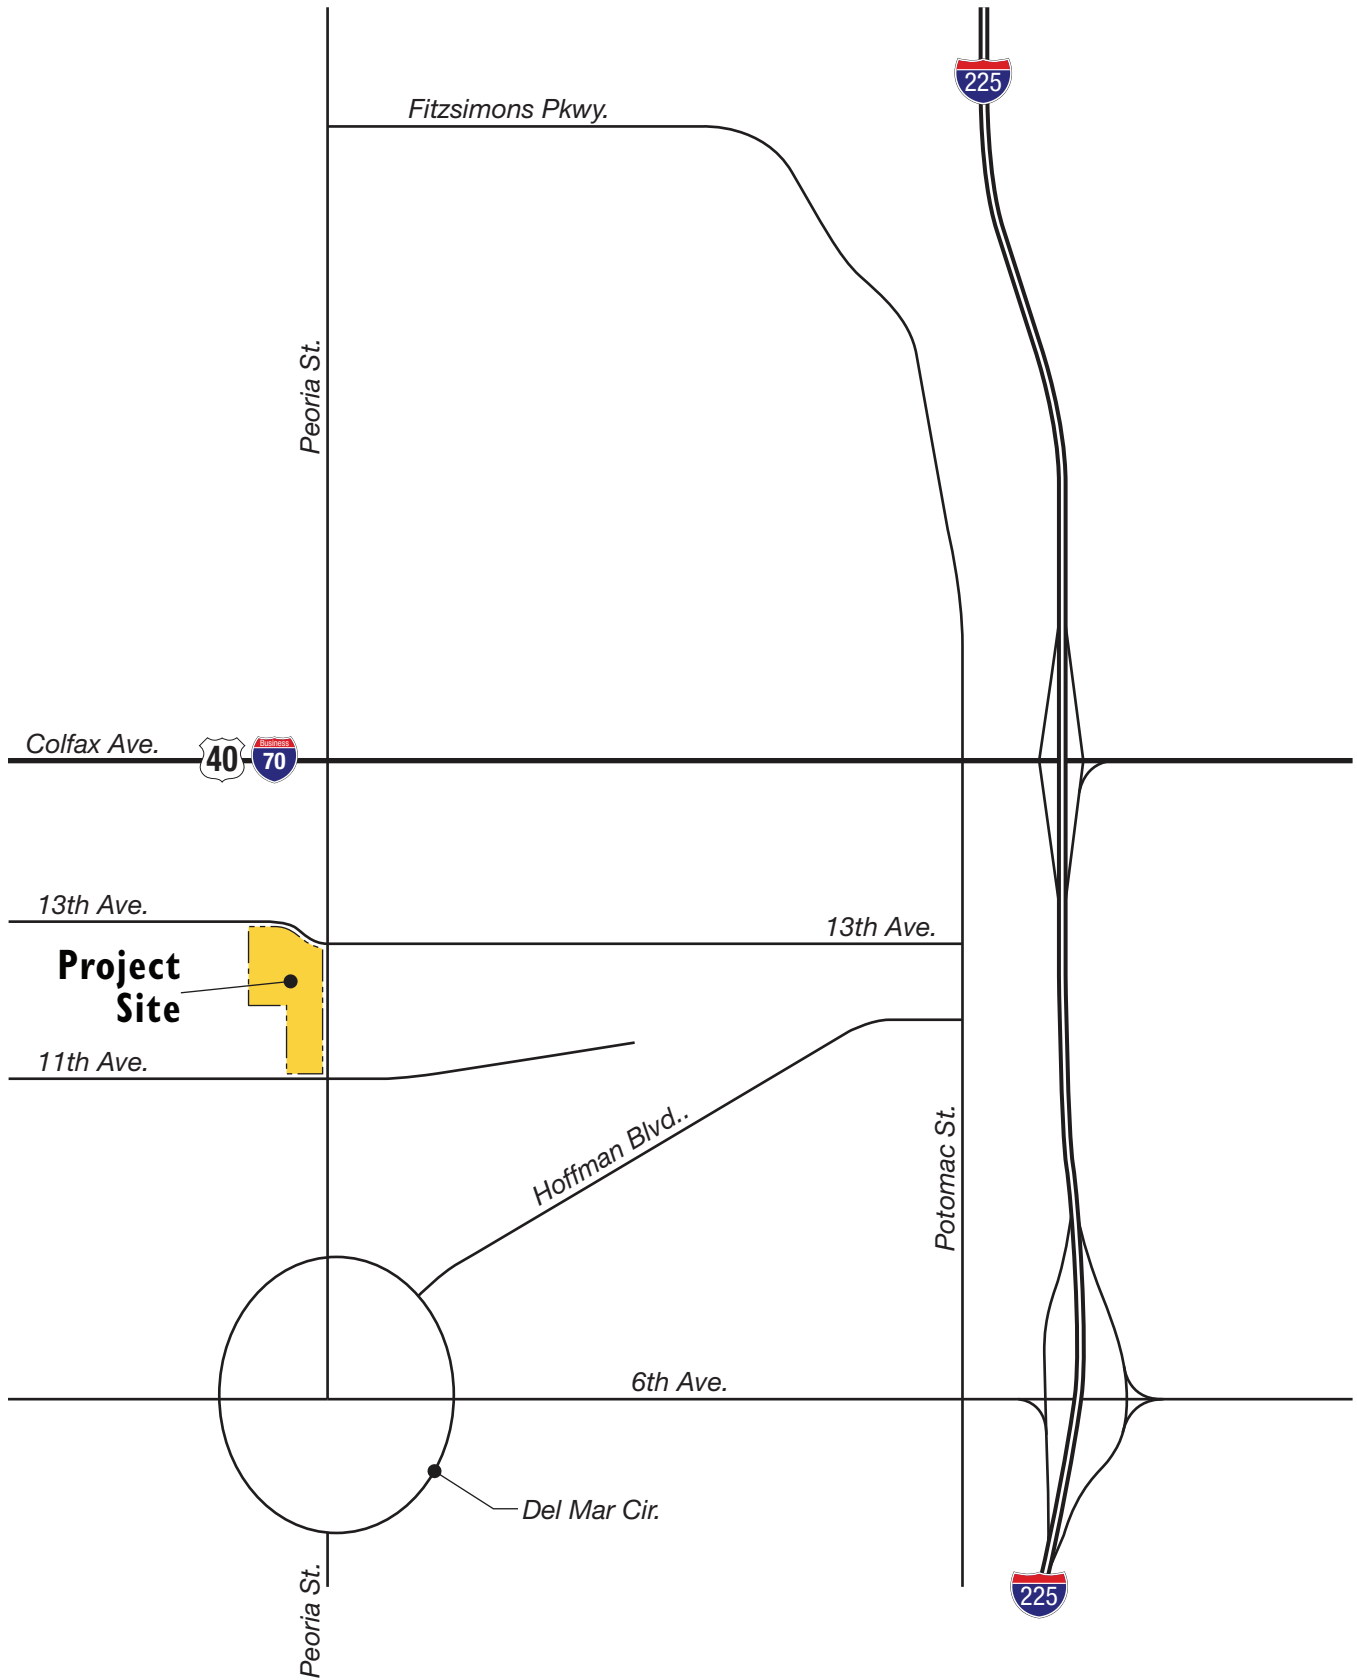 225
Fitzsimons Pkwy.
Peoria St.
Colfax Ave.
40
Business
70
13th Ave.
13th Ave.
Project
Site
11th Ave.
Hoffman Blvd..
Potomac St.
6th Ave.
Del Mar Cir.
Peoria St.
225